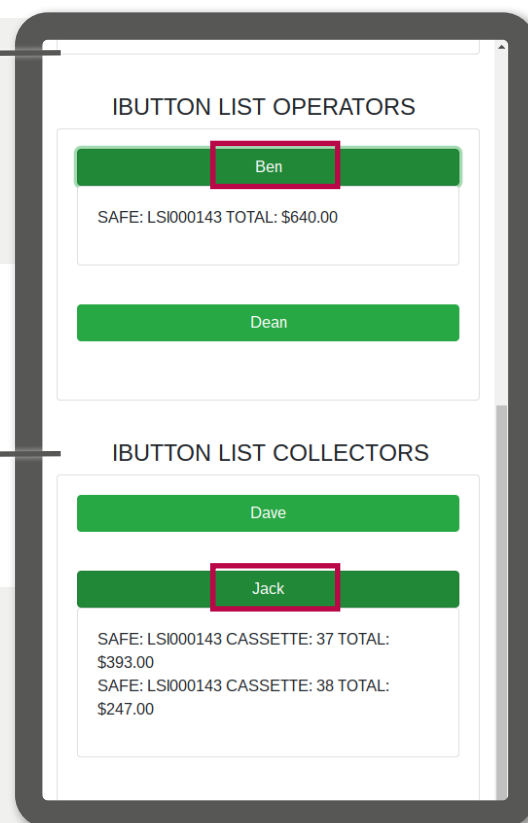 IBUTTON LIST OPERATORS
Ben
SAFE: LSI000143 TOTAL: $640.00
Dean
IBUTTON LIST COLLECTORS
Dave
Jack
SAFE: LSI000143 CASSETTE: 37 TOTAL:
$393.00
SAFE: LSI000143 CASSETTE: 38 TOTAL:
$247.00